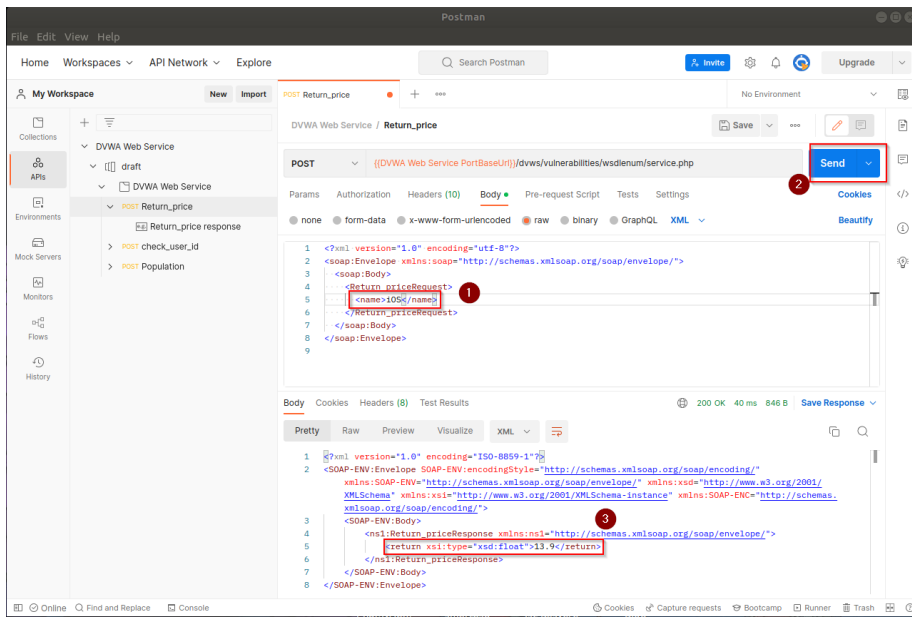 Postman
File Edit View Help
Home Workspaces API Network Explore Search Postman Invite Upgrade
My Workspace New Import POST Return_price No Environment
Collections
APIs
Environments
Mock Servers
Monitors
Flows
History
DVWA Web Service
draft
DVWA Web Service
POST Return_price
Return_price response
POST check_user_id
POST Population
DVWA Web Service / Return_price Save
POST {{DVWA Web Service PortBaseUrl}}/dvws/vulnerabilities/wsdlenum/service.php Send
2
Params Authorization Headers (10) Body Pre-request Script Tests Settings Cookies
none form-data x-www-form-urlencoded raw binary GraphQL XML Beautify
1 <?xml version="1.0" encoding="utf-8"?>
2 <soap:Envelope xmlns:soap="http://schemas.xmlsoap.org/soap/envelope/">
3 <soap:Body>
4 <Return_priceRequest>
5 <name>iOS</name> 1
6 </Return_priceRequest>
7 </soap:Body>
8 </soap:Envelope>
9
Body Cookies Headers (8) Test Results 200 OK 40 ms 846 B Save Response
Pretty Raw Preview Visualize XML
1 <?xml version="1.0" encoding="ISO-8859-1"?>
2 <SOAP-ENV:Envelope SOAP-ENV:encodingStyle="http://schemas.xmlsoap.org/soap/encoding/"
xmlns:SOAP-ENV="http://schemas.xmlsoap.org/soap/envelope/" xmlns:xsd="http://www.w3.org/2001/
XMLSchema" xmlns:xsi="http://www.w3.org/2001/XMLSchema-instance" xmlns:SOAP-ENC="http://schemas.
xmlsoap.org/soap/encoding/">
3 <SOAP-ENV:Body> 3
4 <ns1:Return_priceResponse xmlns:ns1="http://schemas.xmlsoap.org/soap/envelope/">
5 <return xsi:type="xsd:float">13.9</return>
6 </ns1:Return_priceResponse>
7 </SOAP-ENV:Body>
8 </SOAP-ENV:Envelope>
Online Find and Replace Console Cookies Capture requests Bootcamp Runner Trash